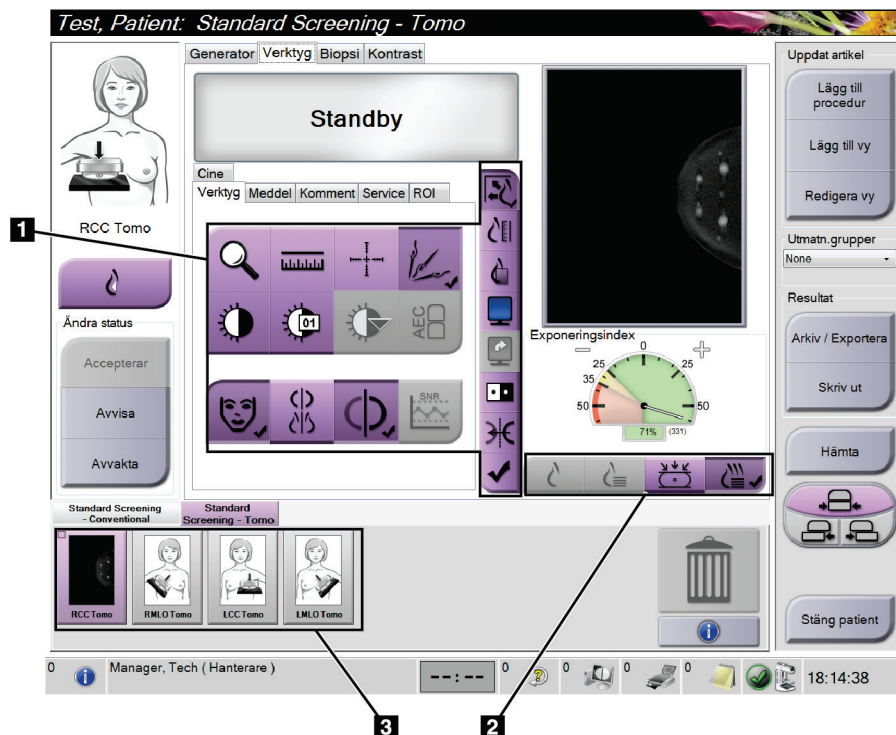 Test, Patient: Standard Screening - Tomo
Generator Verktyg Biopsi Kontrast
Standby
Cine
Verktyg Meddel Komment Service ROI
1
RCC Tomo
Ändra status
Accepterar
Avvisa
Avvakta
01
AEC
SNR
Exponeringsindex
0
25 25
35
50 50
71% (331)
Uppdat artikel
Lägg till
procedur
Lägg till vy
Redigera vy
Utmatn.grupper
None
Resultat
Arkiv / Exportera
Skriv ut
Hämta
Stäng patient
Standard Screening
- Conventional
Standard
Screening - Tomo
RCC Tomo
RMLO Tomo
LCC Tomo
LMLO Tomo
0 Manager, Tech ( Hanterare ) --:-- 0 0 0 0 18:14:38
3
2